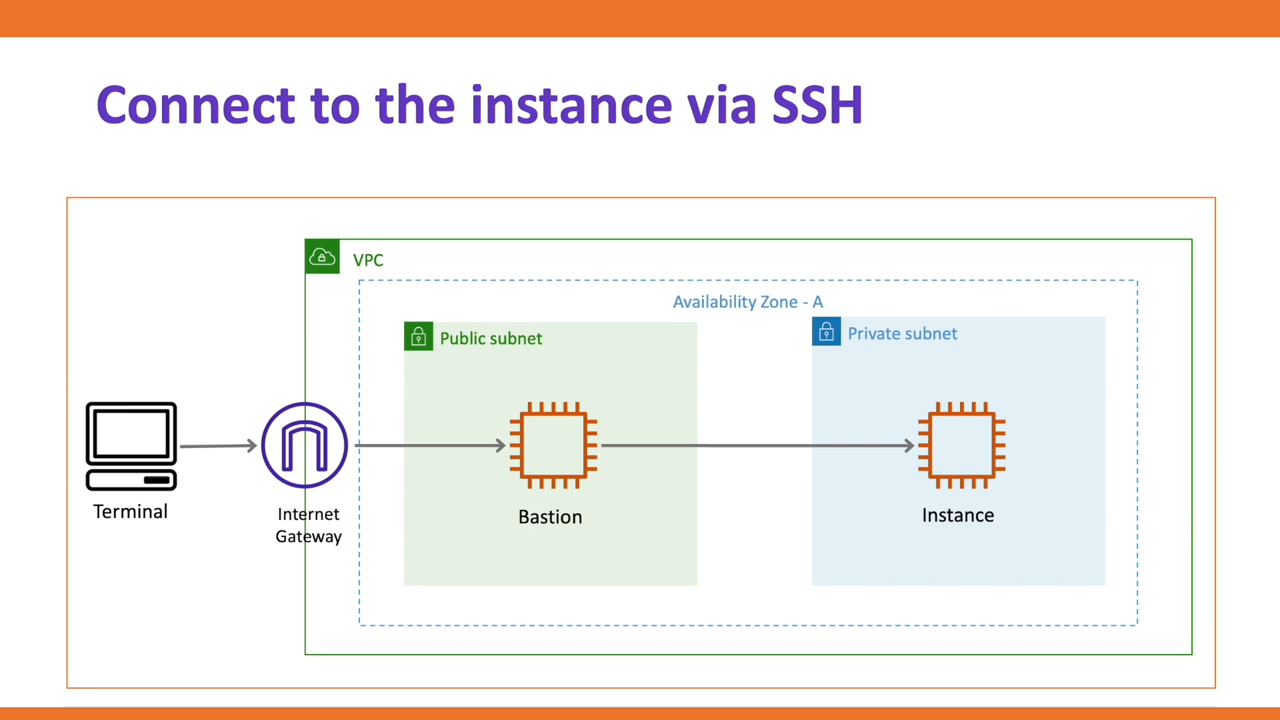 Connect to the instance via SSH
VPC
Availability Zone - A
Public subnet
Private subnet
Terminal
Internet
Gateway
Bastion
Instance